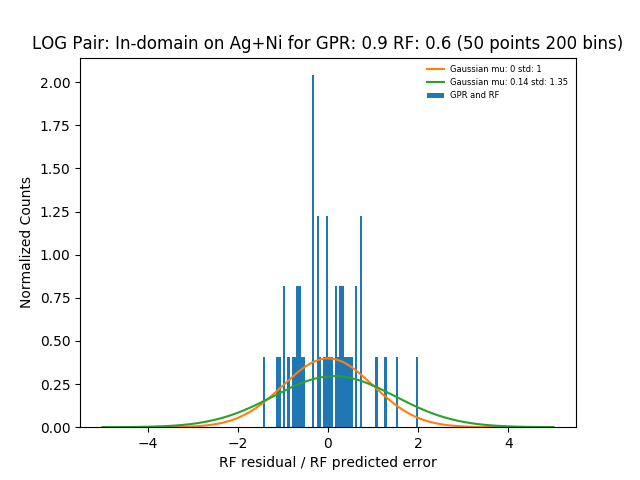 LOG Pair: In-domain on Ag+Ni for GPR: 0.9 RF: 0.6 (50 points 200 bins)
Gaussian mu: 0 std: 1
Gaussian mu: 0.14 std: 1.35
GPR and RF
Normalized Counts
2.00
1.75
1.50
1.25
1.00
0.75
0.50
0.25
0.00
−4 −2 0 2 4
RF residual / RF predicted error